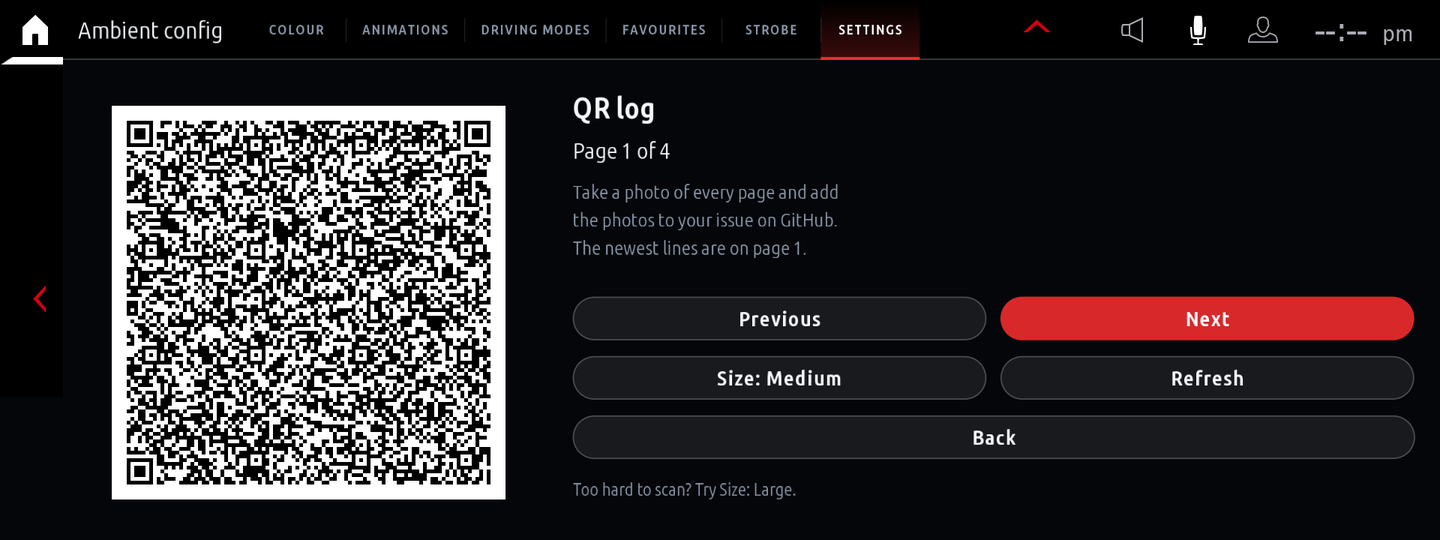 Ambient config
COLOUR
ANIMATIONS
DRIVING MODES
FAVOURITES
STROBE
SETTINGS
--:-- pm
QR log
Page 1 of 4
Take a photo of every page and add
the photos to your issue on GitHub.
The newest lines are on page 1.
Previous
Next
Size: Medium
Refresh
Back
Too hard to scan? Try Size: Large.